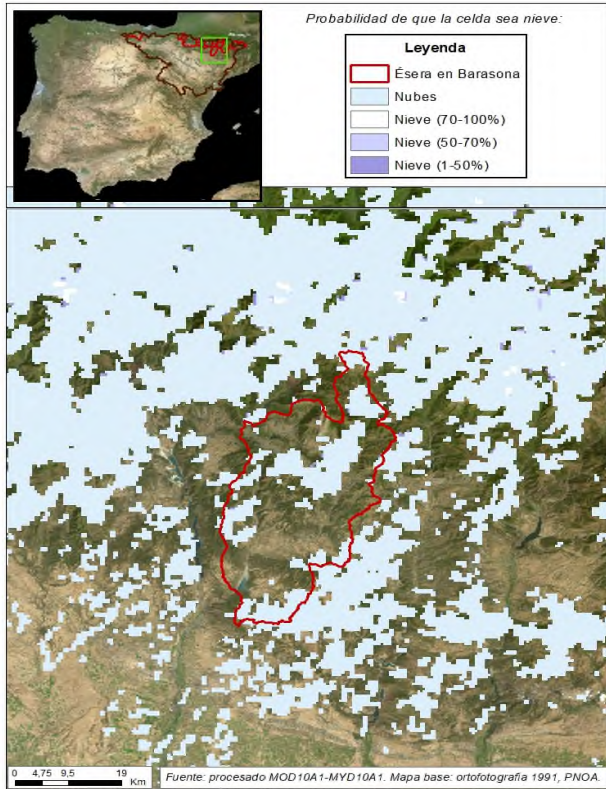 Probabilidad de que la celda sea nieve:
Leyenda
Ésera en Barasona
Nubes
Nieve (70-100%)
Nieve (50-70%)
Nieve (1-50%)
0 4,75 9,5 19
Km
Fuente: procesado MOD10A1-MYD10A1. Mapa base: ortofotografía 1991, PNOA.